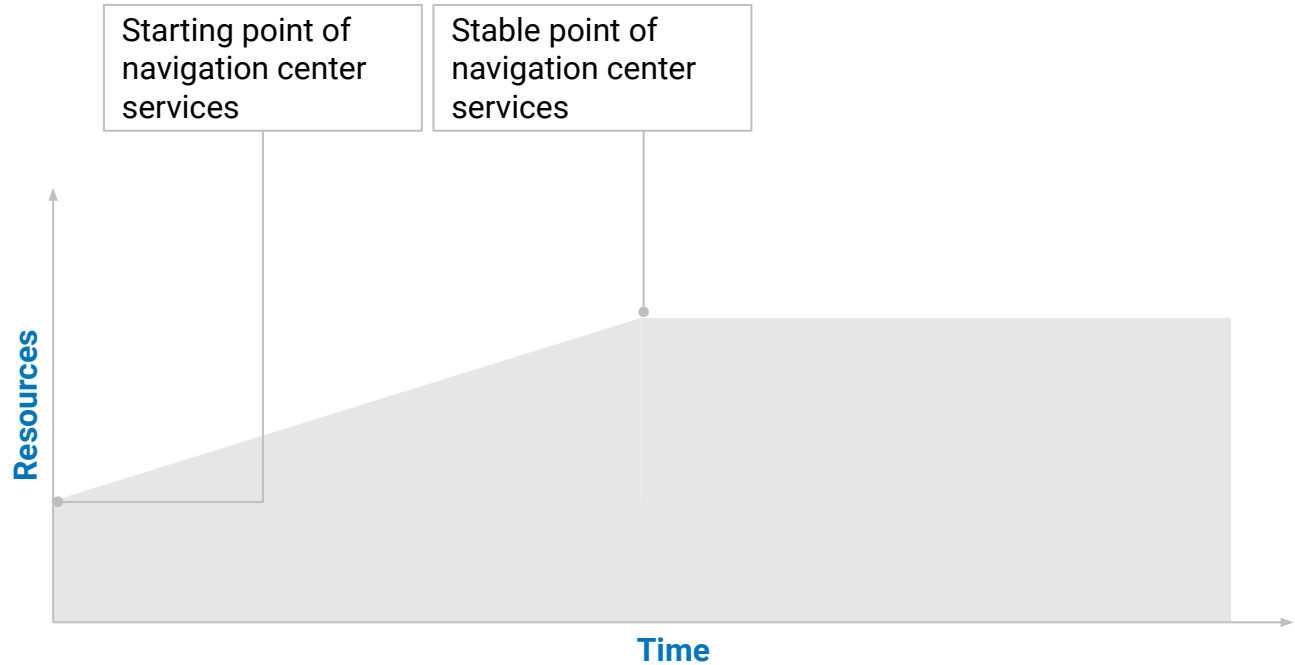 Starting point of
navigation center
services
Stable point of
navigation center
services
Resources
Time